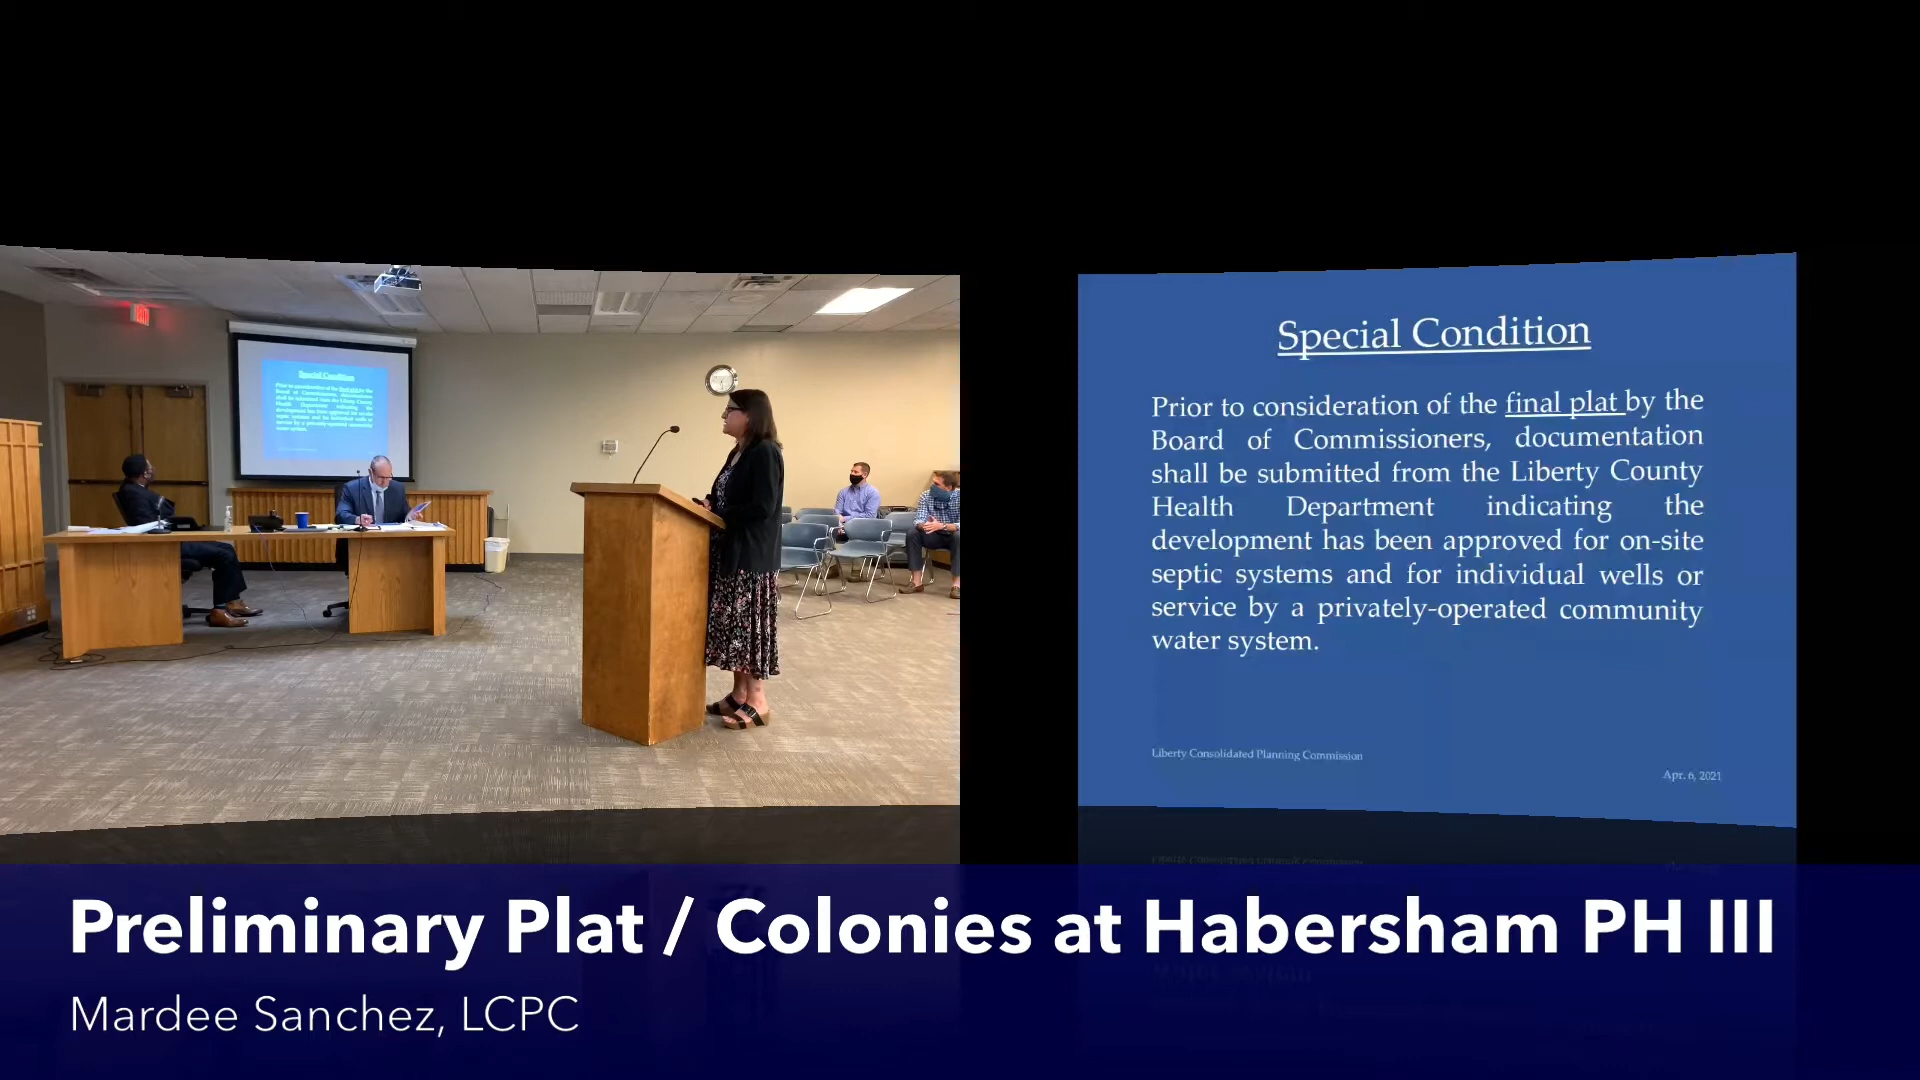 Special Condition
Prior to consideration of the final plat by the
Board of Commissioners, documentation
shall be submitted from the Liberty County
Health Department indicating the
development has been approved for on-site
septic systems and for individual wells or
service by a privately-operated community
water system.
Liberty Consolidated Planning Commission
Apr. 6, 2021
Preliminary Plat / Colonies at Habersham PH III
Mardee Sanchez, LCPC